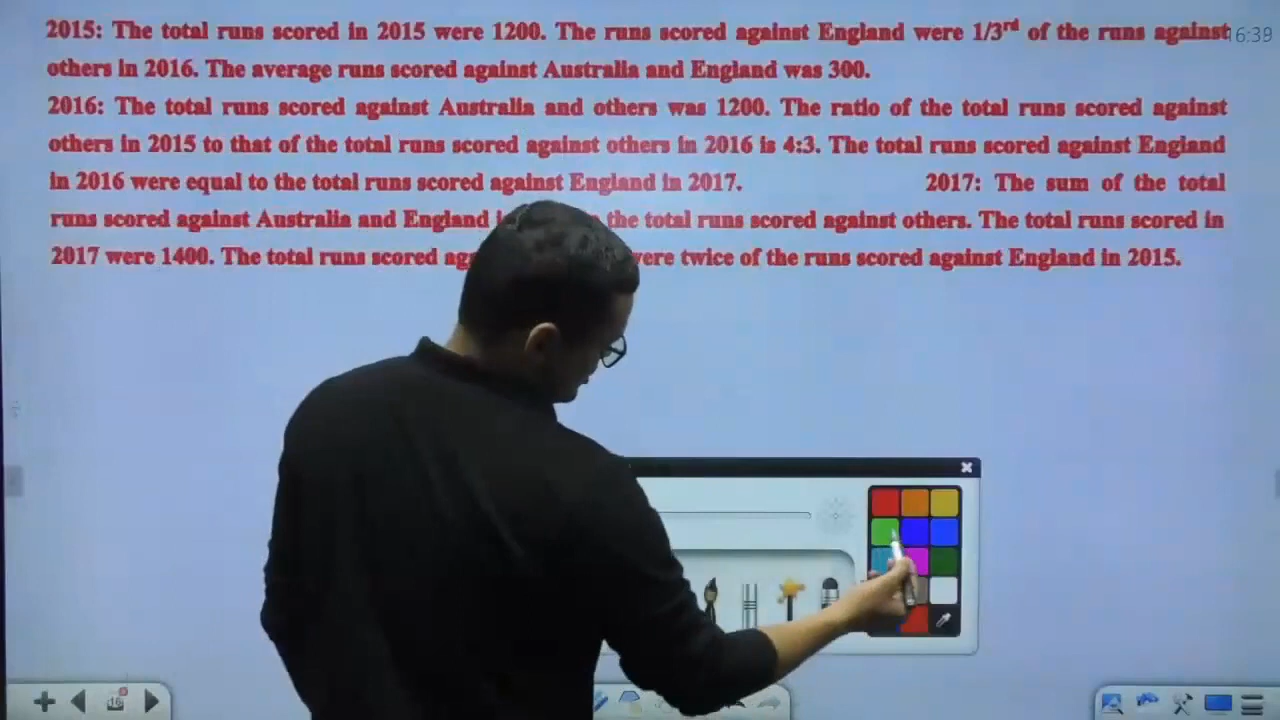 2015: The total runs scored in 2015 were 1200. The runs scored against England were 1/3rd of the runs against
16:39
others in 2016. The average runs scored against Australia and England was 300.
2016: The total runs scored against Australia and others was 1200. The ratio of the total runs scored against
others in 2015 to that of the total runs scored against others in 2016 is 4:3. The total runs scored against England
in 2016 were equal to the total runs scored against England in 2017. 2017: The sum of the total
runs scored against Australia and England the total runs scored against others. The total runs scored in
2017 were 1400. The total runs scored were twice of the runs scored against England in 2015.
16